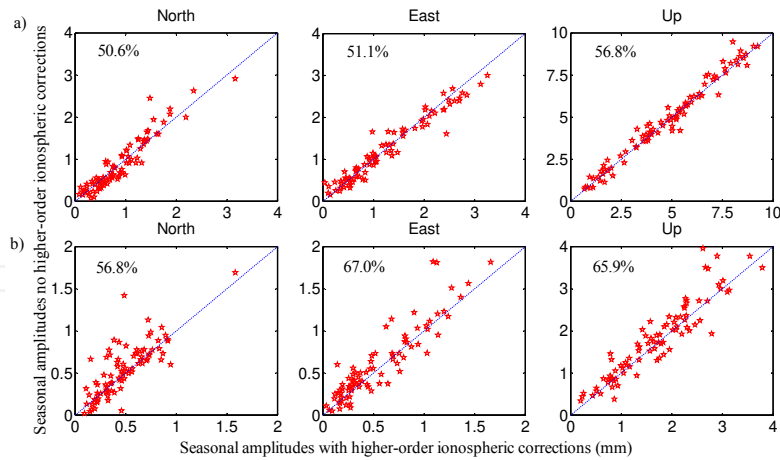 a)
North
East
Up
50.6%
51.1%
56.8%
4
3
2
1
0
0 1 2 3 4
4
3
2
1
0
0 1 2 3 4
10
7.5
5
2.5
0
0 2.5 5 7.5 10
b)
North
East
Up
56.8%
67.0%
65.9%
2
1.5
1
0.5
0
0 0.5 1 1.5 2
2
1.5
1
0.5
0
0 0.5 1 1.5 2
4
3
2
1
0
0 1 2 3 4
Seasonal amplitudes no higher-order ionospheric corrections
Seasonal amplitudes with higher-order ionospheric corrections (mm)